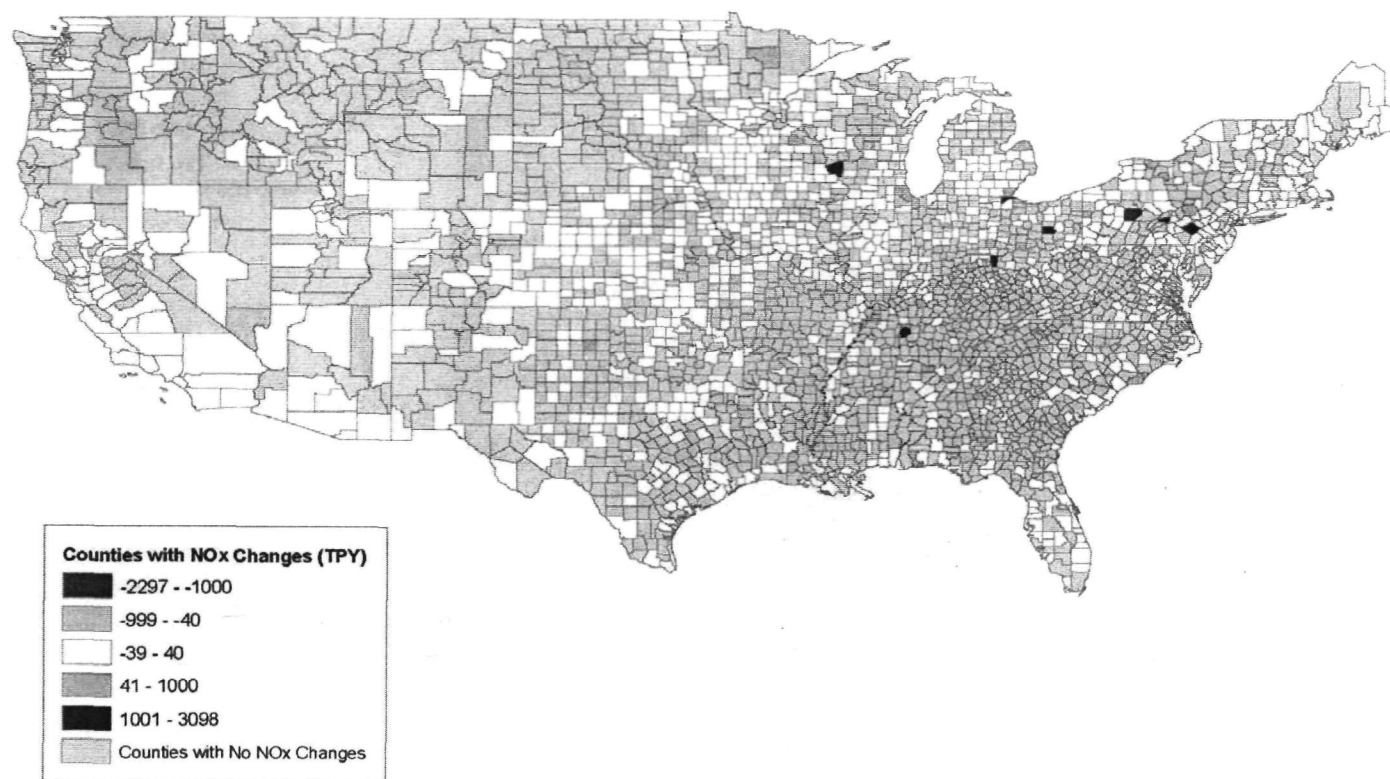 Counties with NOx Changes (TPY)
-2297 - -1000
-999 - -40
-39 - 40
41 - 1000
1001 - 3098
Counties with No NOx Changes